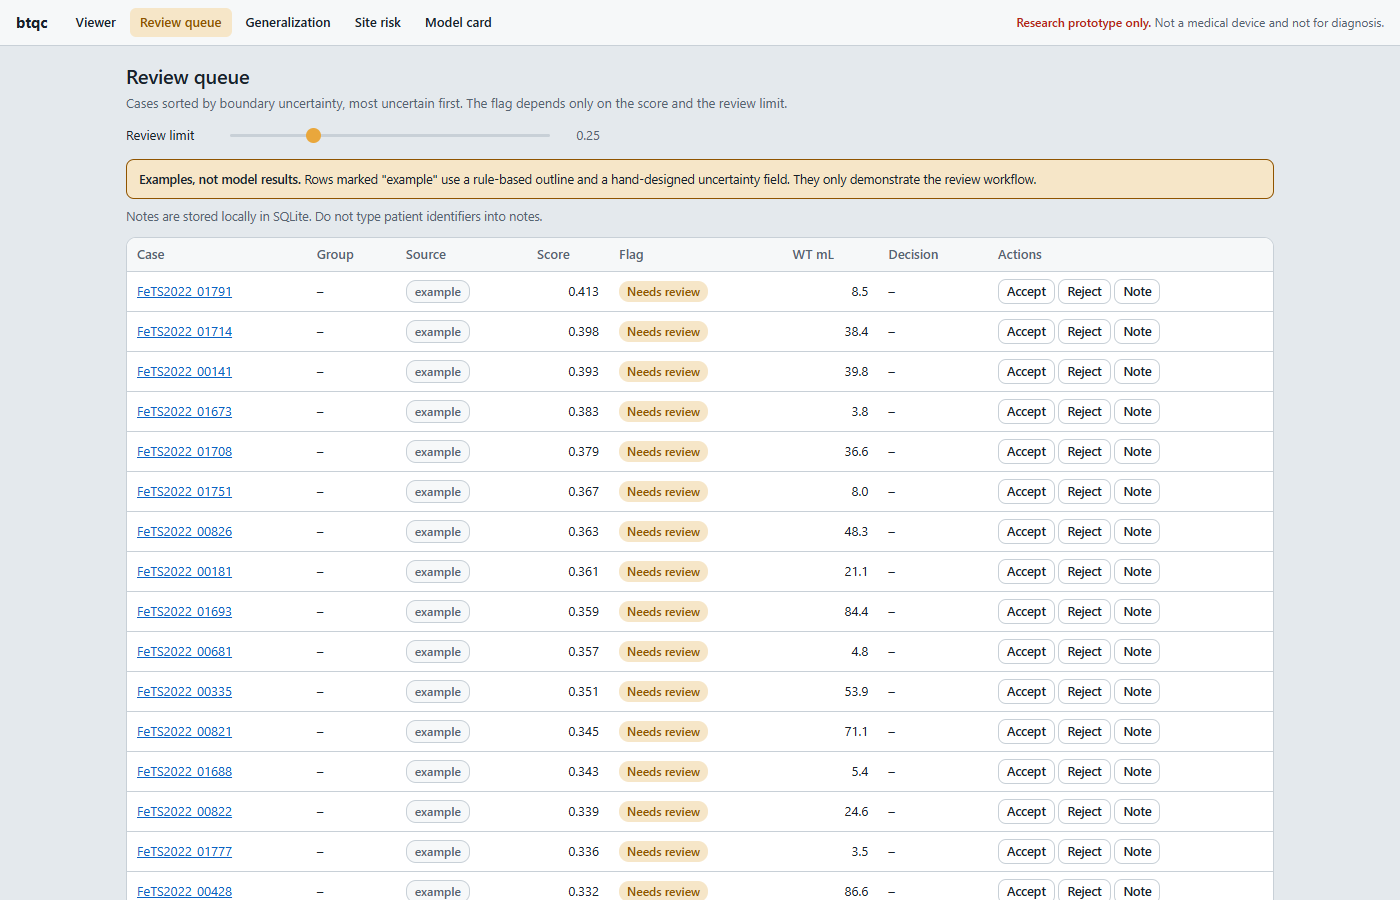 btqc Viewer Review queue Generalization Site risk Model card Research prototype only. Not a medical device and not for diagnosis.
Review queue
Cases sorted by boundary uncertainty, most uncertain first. The flag depends only on the score and the review limit.
Review limit 0.25
Examples, not model results. Rows marked "example" use a rule-based outline and a hand-designed uncertainty field. They only demonstrate the review workflow.
Notes are stored locally in SQLite. Do not type patient identifiers into notes.
Case Group Source Score Flag WT mL Decision Actions
FeTS2022_01791 – example 0.413 Needs review 8.5 – Accept Reject Note
FeTS2022_01714 – example 0.398 Needs review 38.4 – Accept Reject Note
FeTS2022_00141 – example 0.393 Needs review 39.8 – Accept Reject Note
FeTS2022_01673 – example 0.383 Needs review 3.8 – Accept Reject Note
FeTS2022_01708 – example 0.379 Needs review 36.6 – Accept Reject Note
FeTS2022_01751 – example 0.367 Needs review 8.0 – Accept Reject Note
FeTS2022_00826 – example 0.363 Needs review 48.3 – Accept Reject Note
FeTS2022_00181 – example 0.361 Needs review 21.1 – Accept Reject Note
FeTS2022_01693 – example 0.359 Needs review 84.4 – Accept Reject Note
FeTS2022_00681 – example 0.357 Needs review 4.8 – Accept Reject Note
FeTS2022_00335 – example 0.351 Needs review 53.9 – Accept Reject Note
FeTS2022_00821 – example 0.345 Needs review 71.1 – Accept Reject Note
FeTS2022_01688 – example 0.343 Needs review 5.4 – Accept Reject Note
FeTS2022_00822 – example 0.339 Needs review 24.6 – Accept Reject Note
FeTS2022_01777 – example 0.336 Needs review 3.5 – Accept Reject Note
FeTS2022_00428 – example 0.332 Needs review 86.6 – Accept Reject Note